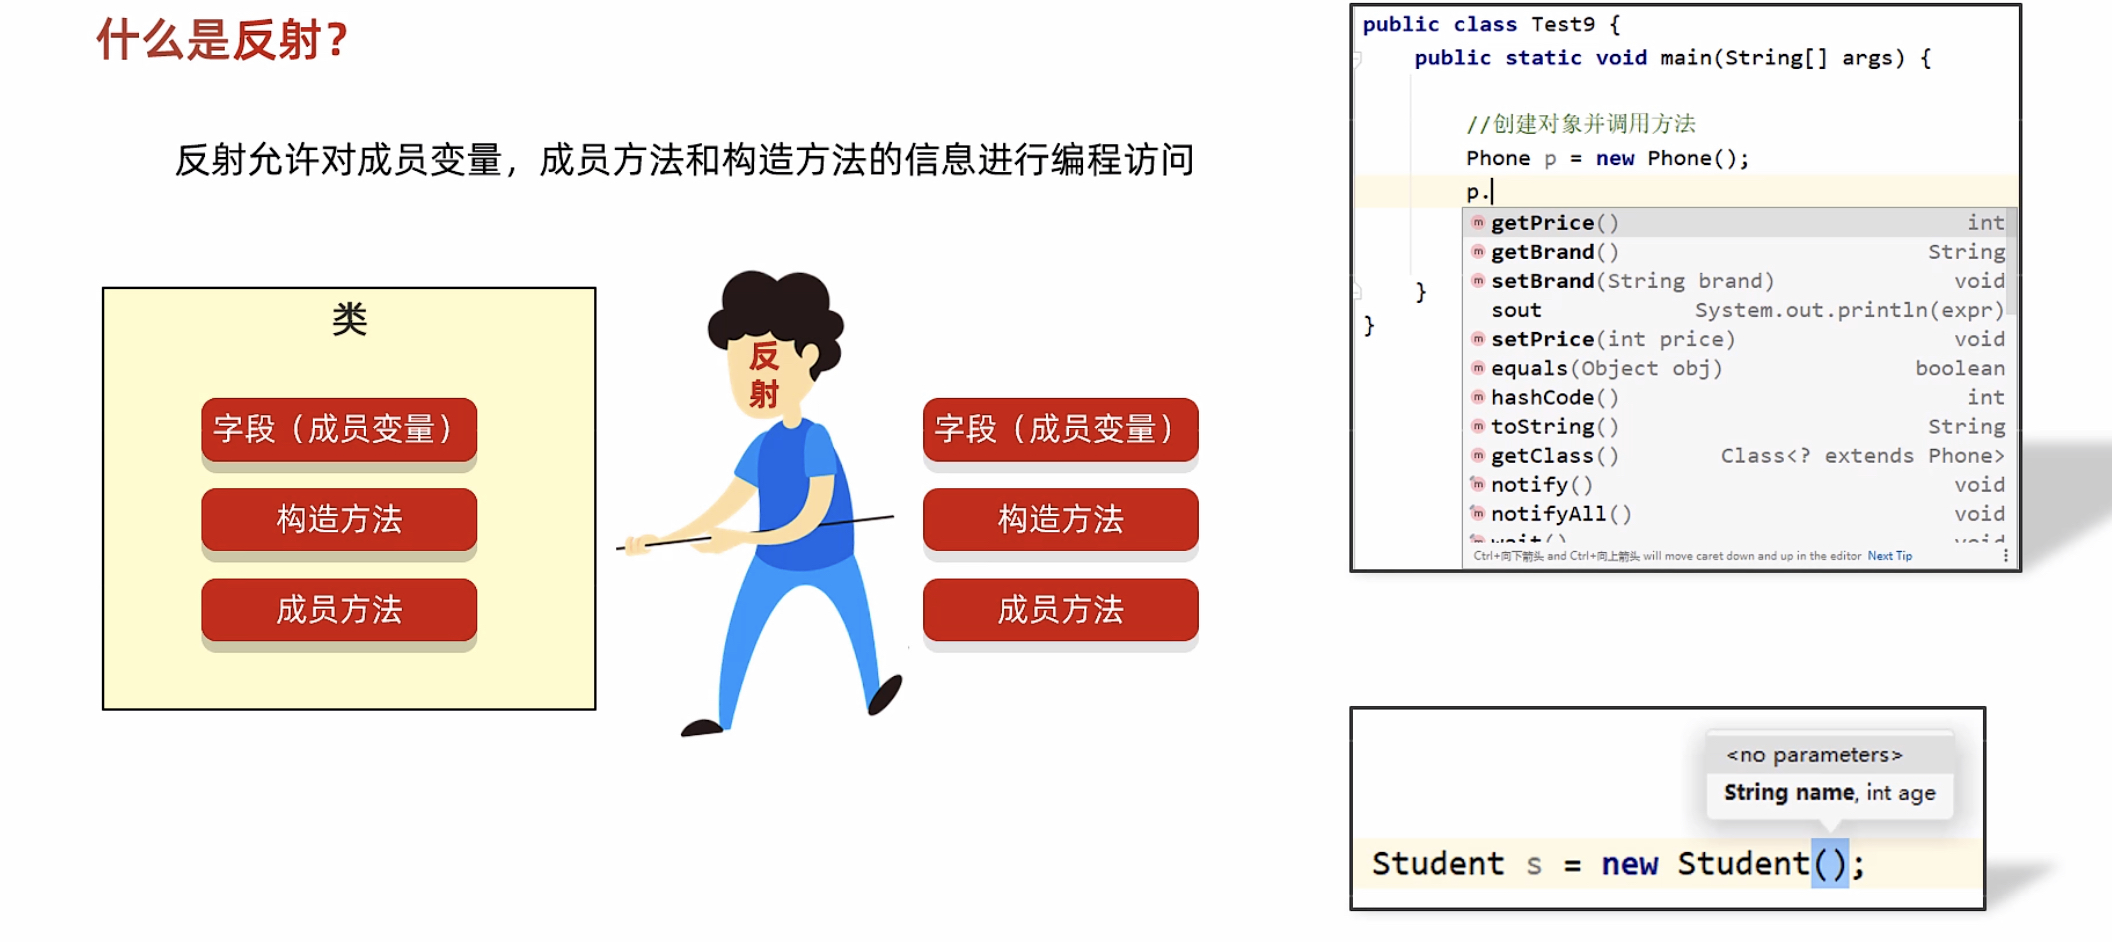 什么是反射?
反射允许对成员变量，成员方法和构造方法的信息进行编程访问
类
字段（成员变量）
构造方法
成员方法
反
射
字段（成员变量）
构造方法
成员方法
public class Test9 {
public static void main(String[] args) {
//创建对象并调用方法
Phone p = new Phone();
p.
m getPrice() int
m getBrand() String
m setBrand(String brand) void
sout System.out.println(expr)
m setPrice(int price) void
m equals(Object obj) boolean
m hashCode() int
m toString() String
m getClass() Class<? extends Phone>
m notify() void
m notifyAll() void
m wait() void
Ctrl+向下箭头 and Ctrl+向上箭头 will move caret down and up in the editor Next Tip
}
}
<no parameters>
String name, int age
Student s = new Student();